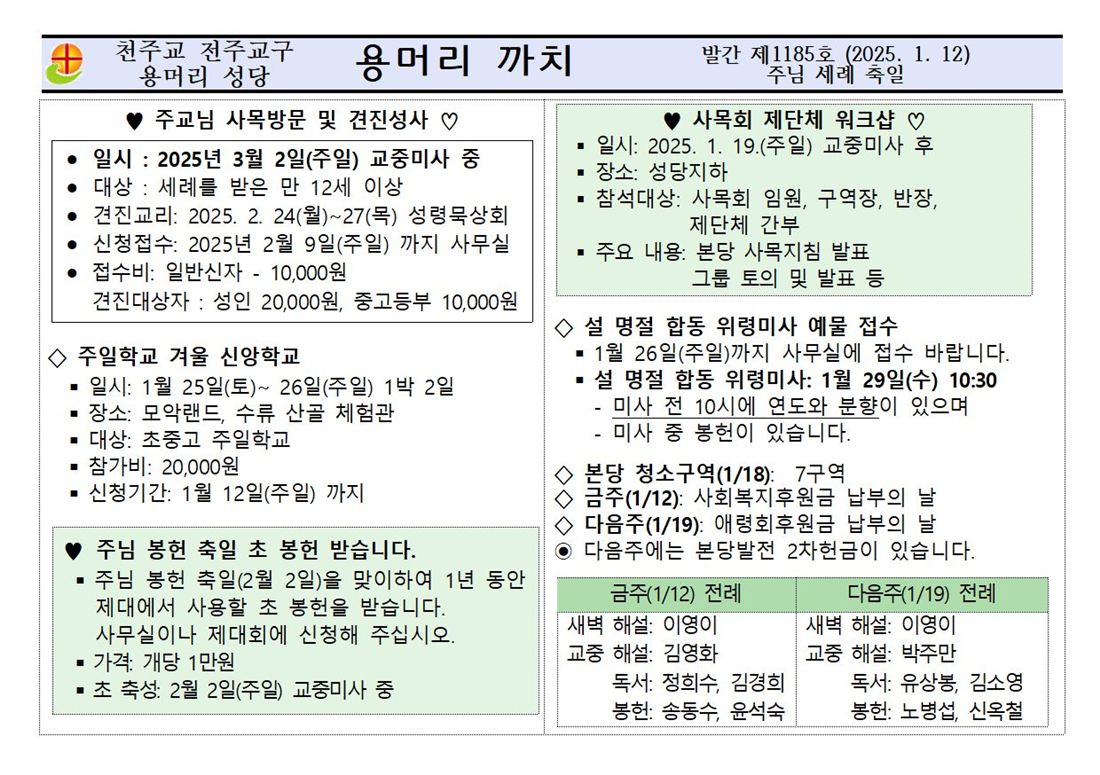 천주교 전주교구
용머리 성당
용머리 까치
발간 제1185호 (2025. 1. 12)
주님 세례 축일
♥ 주교님 사목방문 및 견진성사 ♡
● 일시 : 2025년 3월 2일(주일) 교중미사 중
● 대상 : 세례를 받은 만 12세 이상
● 견진교리: 2025. 2. 24(월)~27(목) 성령묵상회
● 신청접수: 2025년 2월 9일(주일) 까지 사무실
● 접수비: 일반신자 - 10,000원
견진대상자 : 성인 20,000원, 중고등부 10,000원
◇ 주일학교 겨울 신앙학교
▪ 일시: 1월 25일(토)~ 26일(주일) 1박 2일
▪ 장소: 모악랜드, 수류 산골 체험관
▪ 대상: 초중고 주일학교
▪ 참가비: 20,000원
▪ 신청기간: 1월 12일(주일) 까지
♥ 주님 봉헌 축일 초 봉헌 받습니다.
▪ 주님 봉헌 축일(2월 2일)을 맞이하여 1년 동안
제대에서 사용할 초 봉헌을 받습니다.
사무실이나 제대회에 신청해 주십시오.
▪ 가격: 개당 1만원
▪ 초 축성: 2월 2일(주일) 교중미사 중
♥ 사목회 제단체 워크샵 ♡
▪ 일시: 2025. 1. 19.(주일) 교중미사 후
▪ 장소: 성당지하
▪ 참석대상: 사목회 임원, 구역장, 반장,
제단체 간부
▪ 주요 내용: 본당 사목지침 발표
그룹 토의 및 발표 등
◇ 설 명절 합동 위령미사 예물 접수
▪ 1월 26일(주일)까지 사무실에 접수 바랍니다.
▪ 설 명절 합동 위령미사: 1월 29일(수) 10:30
- 미사 전 10시에 연도와 분향이 있으며
- 미사 중 봉헌이 있습니다.
◇ 본당 청소구역(1/18): 7구역
◇ 금주(1/12): 사회복지후원금 납부의 날
◇ 다음주(1/19): 애령회후원금 납부의 날
◉ 다음주에는 본당발전 2차헌금이 있습니다.
금주(1/12) 전례
새벽 해설: 이영이
교중 해설: 김영화
독서: 정희수, 김경희
봉헌: 송동수, 윤석숙
다음주(1/19) 전례
새벽 해설: 이영이
교중 해설: 박주만
독서: 유상봉, 김소영
봉헌: 노병섭, 신옥철